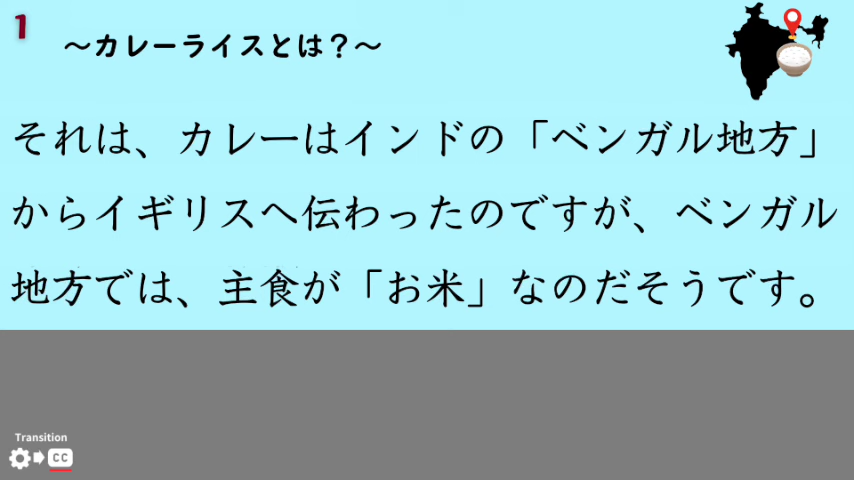 1
〜カレーライスとは？〜
それは、カレーはインドの「ベンガル地方」
からイギリスへ伝わったのですが、ベンガル
地方では、主食が「お米」なのだそうです。
Transition
CC